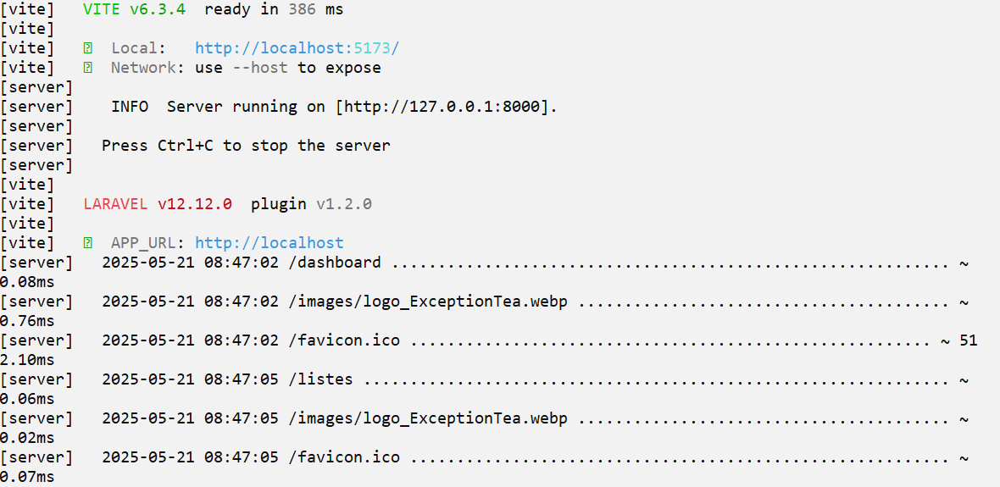 [vite]   VITE v6.3.4  ready in 386 ms
[vite]
[vite]   ⍰  Local:   http://localhost:5173/
[vite]   ⍰  Network: use --host to expose
[server]
[server]    INFO  Server running on [http://127.0.0.1:8000].
[server]
[server]   Press Ctrl+C to stop the server
[server]
[vite]
[vite]   LARAVEL v12.12.0  plugin v1.2.0
[vite]
[vite]   ⍰  APP_URL: http://localhost
[server]   2025-05-21 08:47:02 /dashboard ............................................................ ~
0.08ms
[server]   2025-05-21 08:47:02 /images/logo_ExceptionTea.webp ........................................ ~
0.76ms
[server]   2025-05-21 08:47:02 /favicon.ico ........................................................ ~ 51
2.10ms
[server]   2025-05-21 08:47:05 /listes ............................................................... ~
0.06ms
[server]   2025-05-21 08:47:05 /images/logo_ExceptionTea.webp ........................................ ~
0.02ms
[server]   2025-05-21 08:47:05 /favicon.ico .......................................................... ~
0.07ms